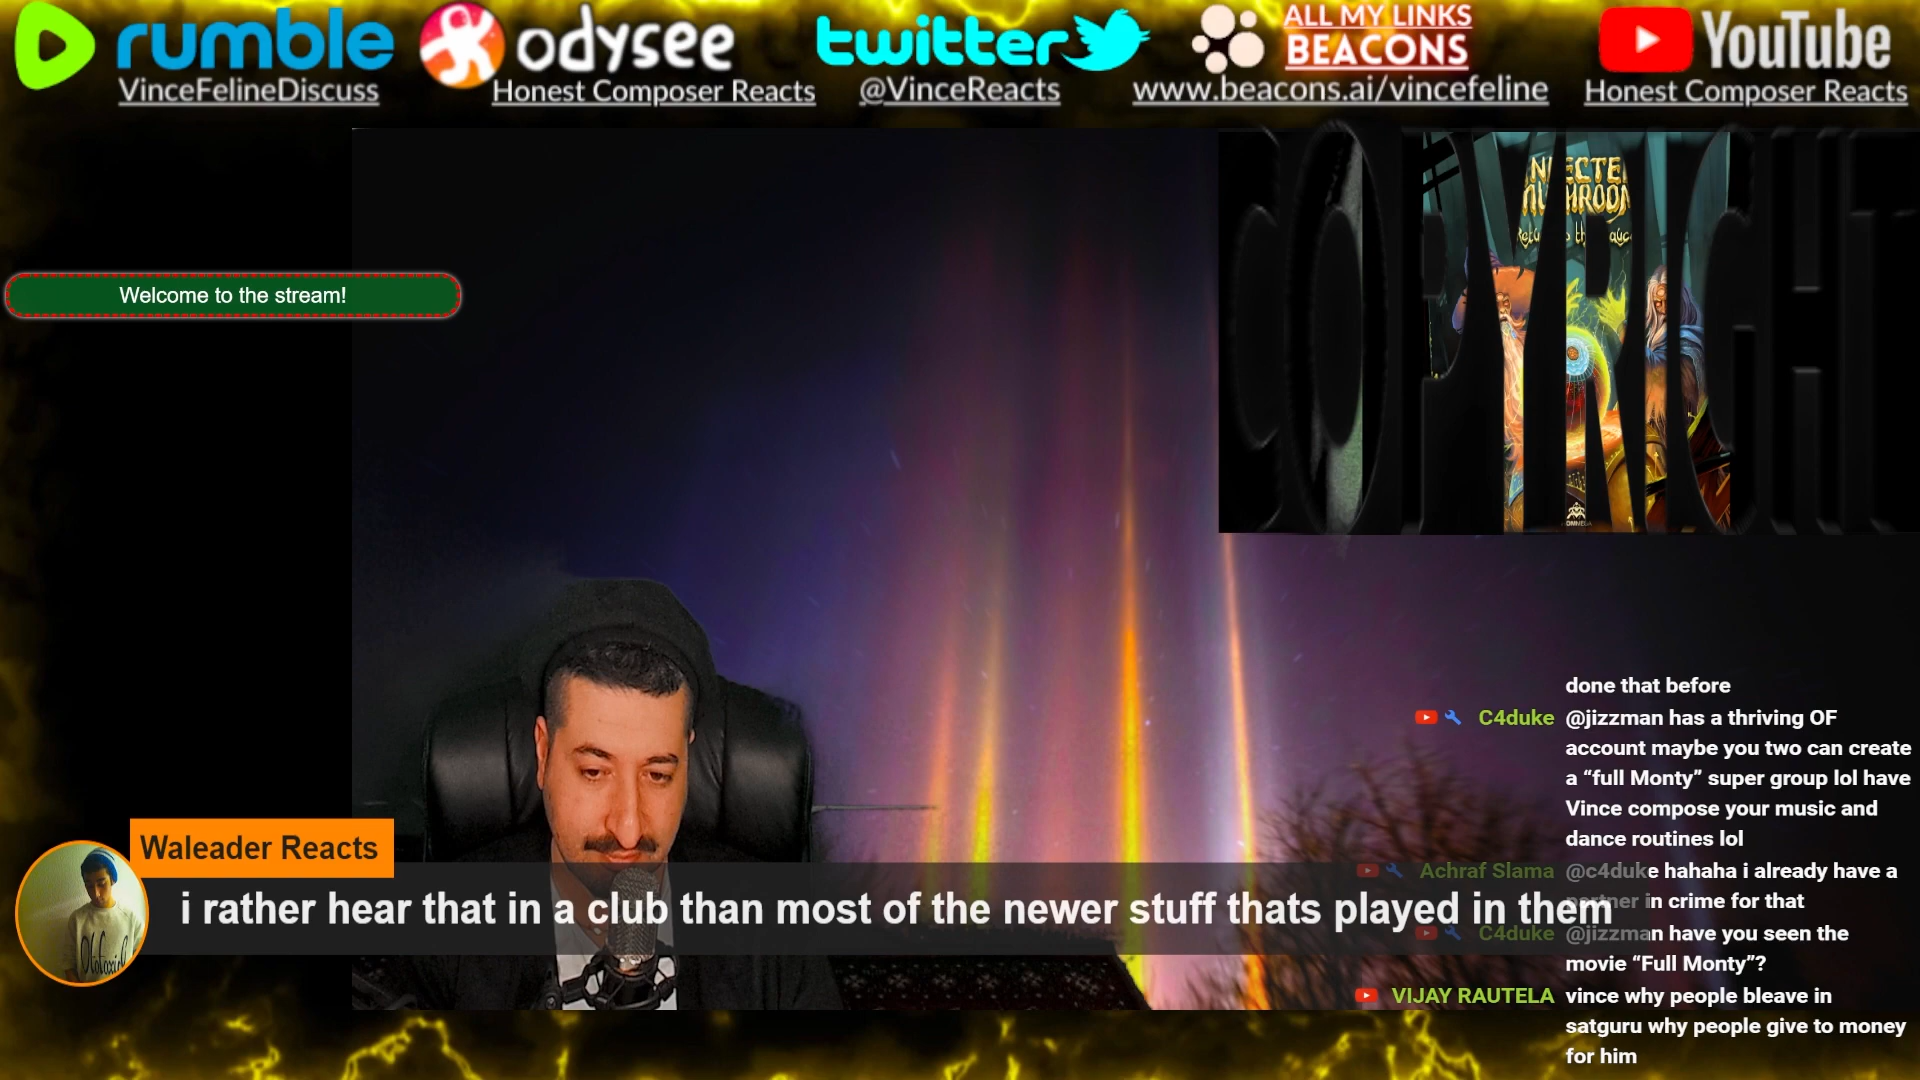 rumble
VinceFelineDiscuss
odysee
Honest Composer Reacts
twitter
@VinceReacts
ALL MY LINKS
BEACONS
www.beacons.ai/vincefeline
YouTube
Honest Composer Reacts
COPYRIGHT
Welcome to the stream!
done that before
C4duke @jizzman has a thriving OF
account maybe you two can create
a “full Monty” super group lol have
Vince compose your music and
dance routines lol
Achraf Slama @c4duke hahaha i already have a
partner in crime for that
C4duke @jizzman have you seen the
movie “Full Monty”?
VIJAY RAUTELA vince why people bleave in
satguru why people give to money
for him
Waleader Reacts
i rather hear that in a club than most of the newer stuff thats played in them